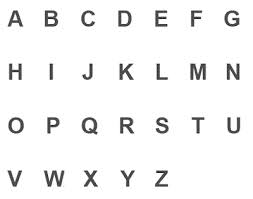 A B C D E F G
H I J K L M N
O P Q R S T U
V W X Y Z